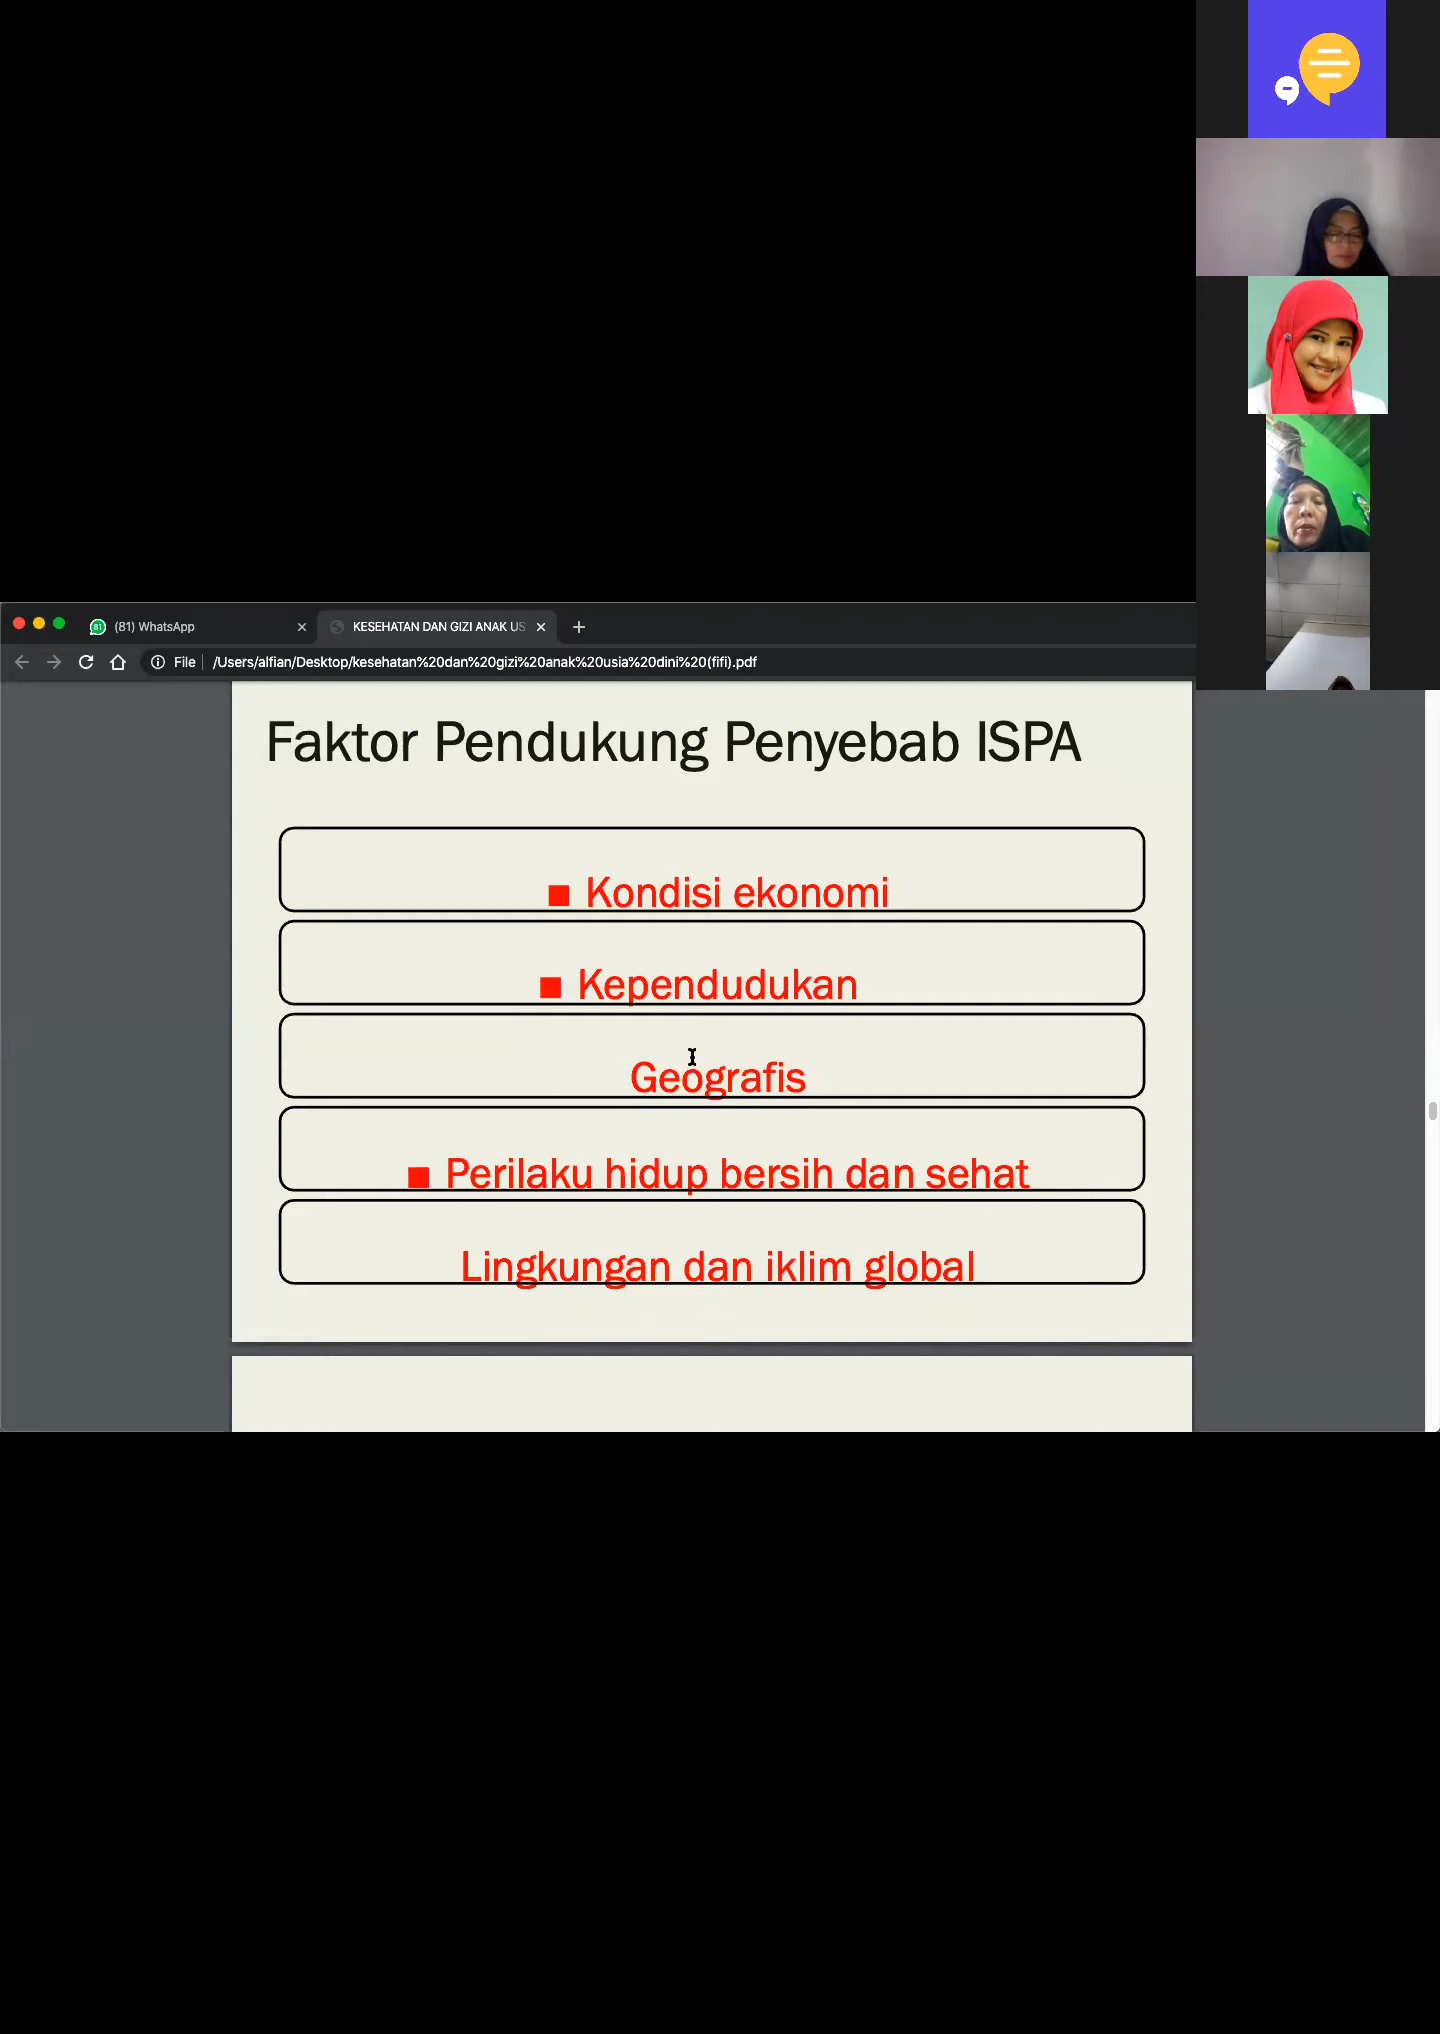 (81) WhatsApp
KESEHATAN DAN GIZI ANAK US
File
/Users/alfian/Desktop/kesehatan%20dan%20gizi%20anak%20usia%20dini%20(fifi).pdf
Faktor Pendukung Penyebab ISPA
■ Kondisi ekonomi
■ Kependudukan
Geografis
■ Perilaku hidup bersih dan sehat
Lingkungan dan iklim global